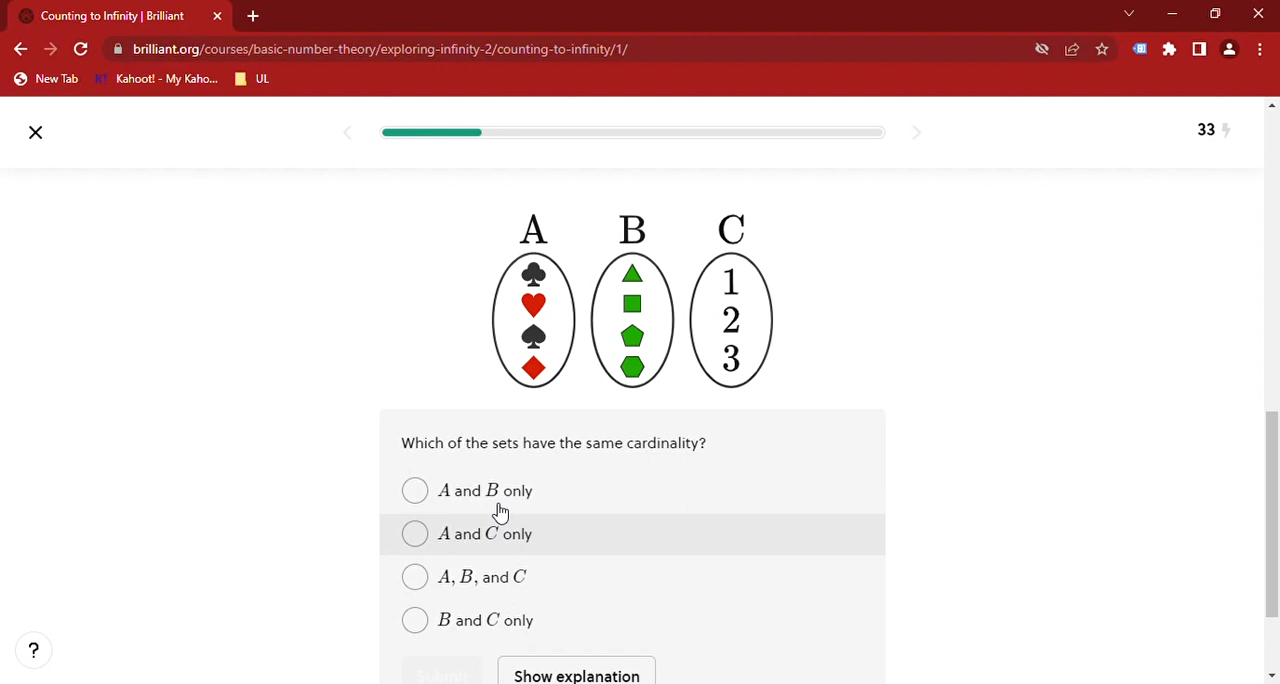 Counting to Infinity | Brilliant
brilliant.org/courses/basic-number-theory/exploring-infinity-2/counting-to-infinity/1/
New Tab K! Kahoot! - My Kaho... UL
33
A B C
1
2
3
Which of the sets have the same cardinality?
A and B only
A and C only
A, B, and C
B and C only
Submit Show explanation
?